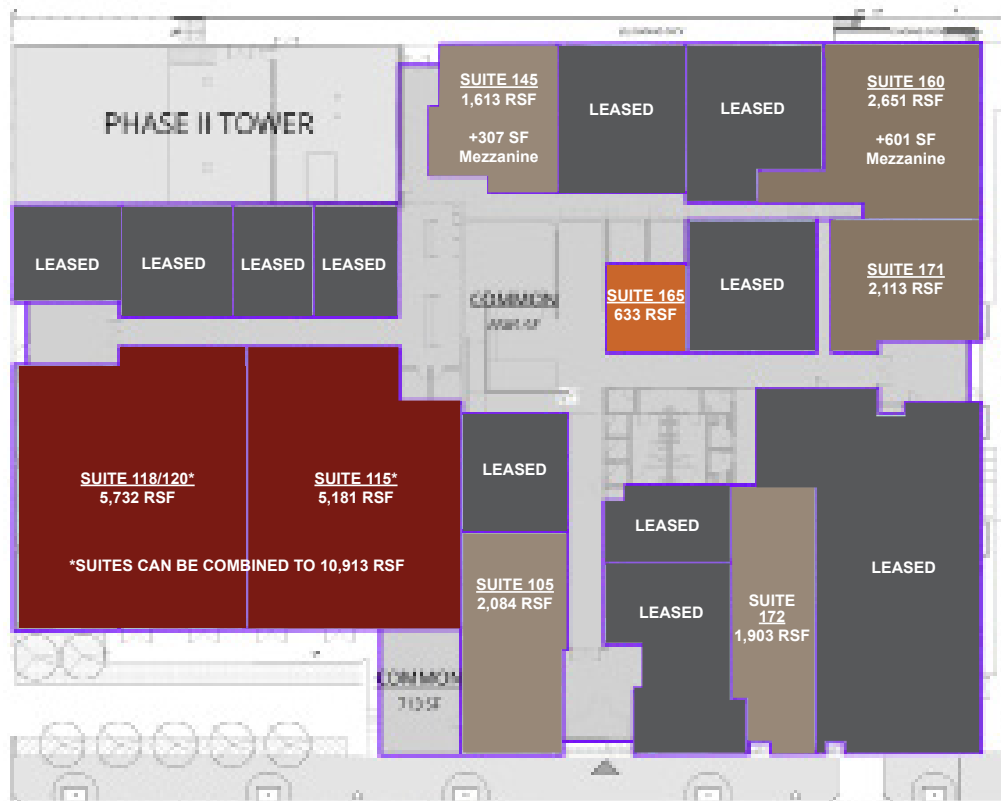 SUITE 145
1,613 RSF
+307 SF
Mezzanine
LEASED
LEASED
SUITE 160
2,651 RSF
+601 SF
Mezzanine
PHASE II TOWER
LEASED
LEASED
LEASED
LEASED
COMMON
SUITE 165
633 RSF
LEASED
SUITE 171
2,113 RSF
SUITE 118/120*
5,732 RSF
SUITE 115*
5,181 RSF
*SUITES CAN BE COMBINED TO 10,913 RSF
LEASED
SUITE 105
2,084 RSF
LEASED
LEASED
SUITE
172
1,903 RSF
LEASED
COMMON
713 SF